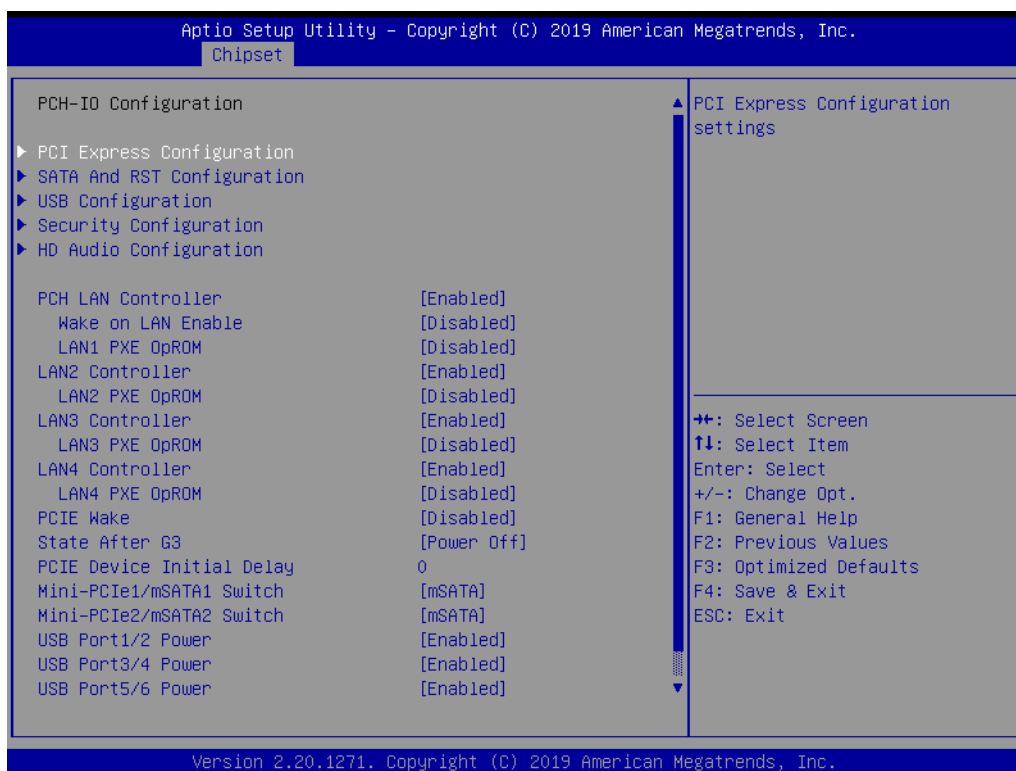 Aptio Setup Utility – Copyright (C) 2019 American Megatrends, Inc.
Chipset
PCH-IO Configuration
PCI Express Configuration
SATA And RST Configuration
USB Configuration
Security Configuration
HD Audio Configuration
PCH LAN Controller [Enabled]
Wake on LAN Enable [Disabled]
LAN1 PXE OpROM [Disabled]
LAN2 Controller [Enabled]
LAN2 PXE OpROM [Disabled]
LAN3 Controller [Enabled]
LAN3 PXE OpROM [Disabled]
LAN4 Controller [Enabled]
LAN4 PXE OpROM [Disabled]
PCIE Wake [Disabled]
State After G3 [Power Off]
PCIE Device Initial Delay 0
Mini-PCIe1/mSATA1 Switch [mSATA]
Mini-PCIe2/mSATA2 Switch [mSATA]
USB Port1/2 Power [Enabled]
USB Port3/4 Power [Enabled]
USB Port5/6 Power [Enabled]
PCI Express Configuration
settings
→←: Select Screen
↑↓: Select Item
Enter: Select
+/-: Change Opt.
F1: General Help
F2: Previous Values
F3: Optimized Defaults
F4: Save & Exit
ESC: Exit
Version 2.20.1271. Copyright (C) 2019 American Megatrends, Inc.